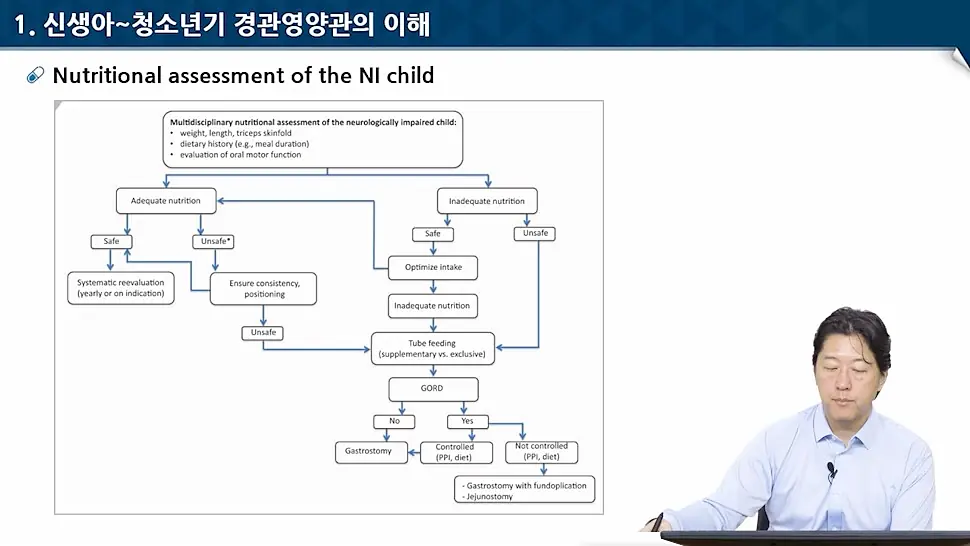 1. 신생아~청소년기 경관영양관의 이해
Nutritional assessment of the NI child
Multidisciplinary nutritional assessment of the neurologically impaired child:
• weight, length, triceps skinfold
• dietary history (e.g., meal duration)
• evaluation of oral motor function
Adequate nutrition
Inadequate nutrition
Safe
Unsafe*
Safe
Unsafe
Systematic reevaluation
(yearly or on indication)
Ensure consistency,
positioning
Optimize intake
Inadequate nutrition
Unsafe
Tube feeding
(supplementary vs. exclusive)
GORD
No
Yes
Gastrostomy
Controlled
(PPI, diet)
Not controlled
(PPI, diet)
- Gastrostomy with fundoplication
- Jejunostomy